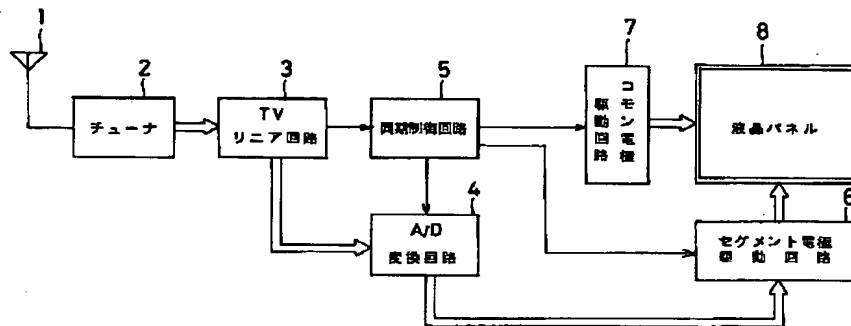 1
2
チューナ
3
TV
リニア回路
5
同期制御回路
4
A/D
変換回路
7
コモン電極
駆動回路
8
液晶パネル
6
セグメント電極
駆動回路